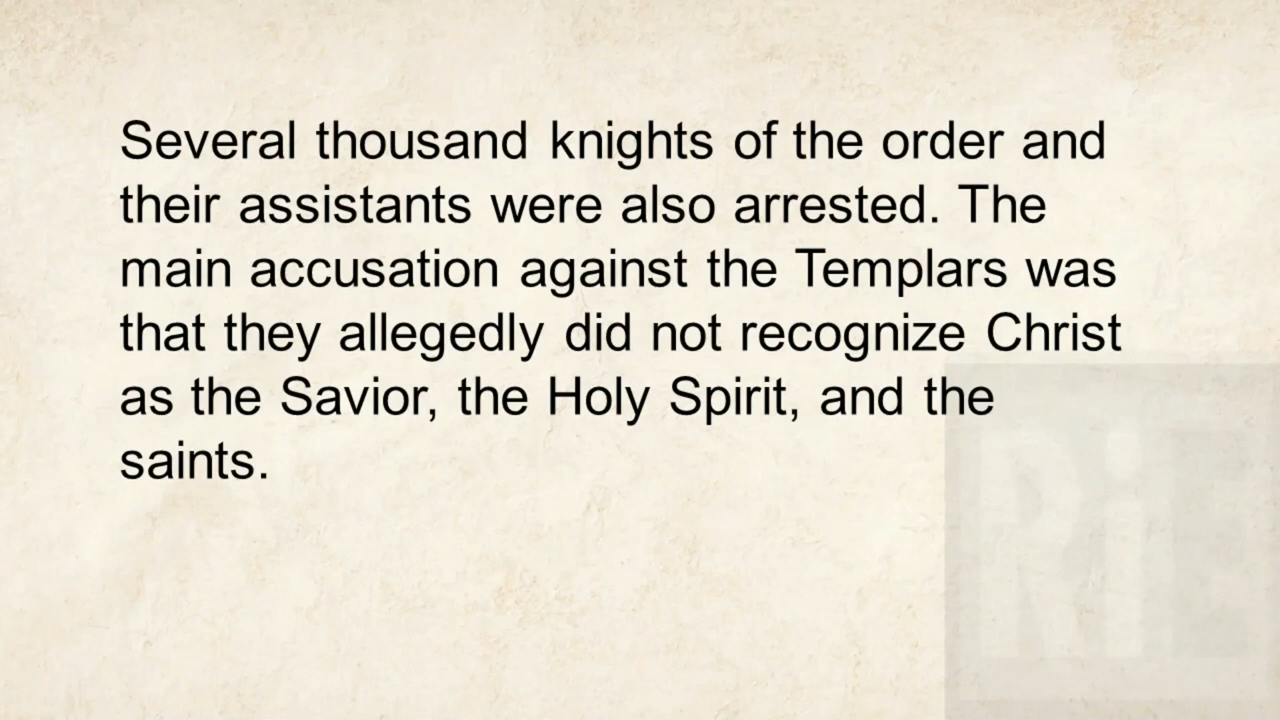 Several thousand knights of the order and
their assistants were also arrested. The
main accusation against the Templars was
that they allegedly did not recognize Christ
as the Savior, the Holy Spirit, and the
saints.